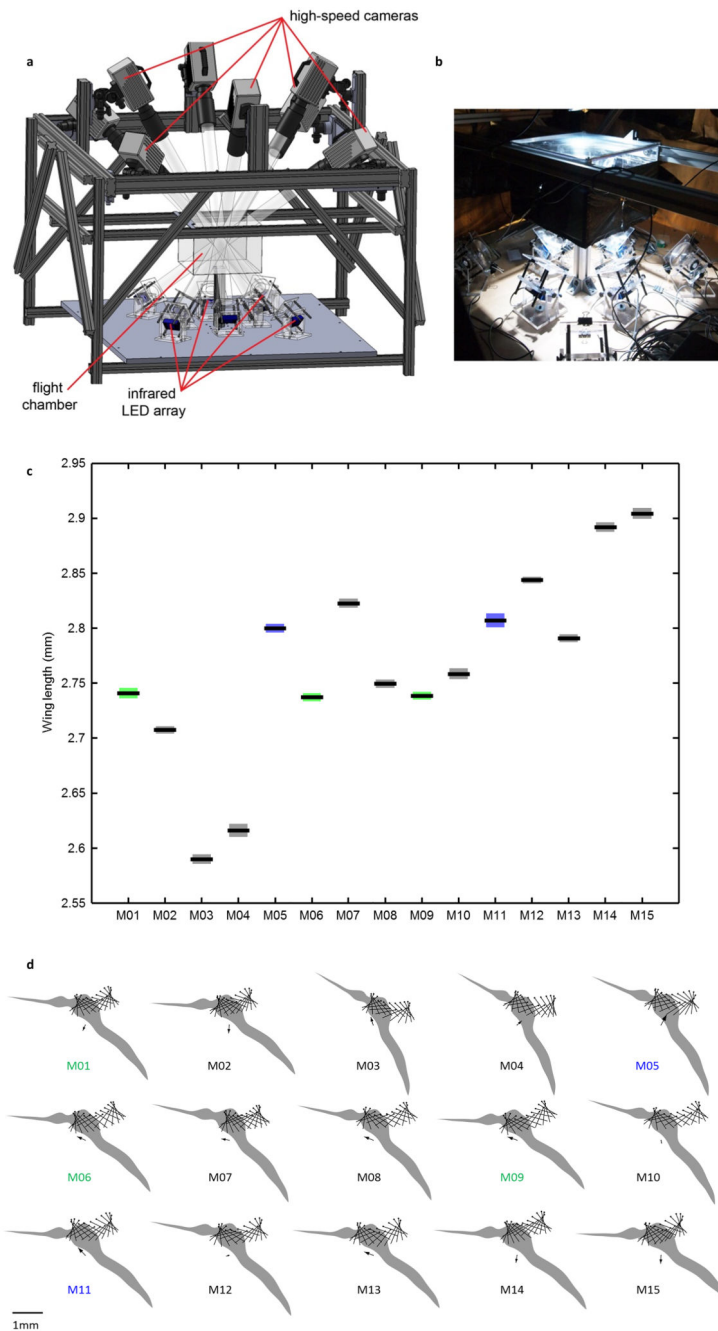 high-speed cameras
a
b
flight
chamber
infrared
LED array
c
2.95
2.9
2.85
2.8
2.75
2.7
2.65
2.6
2.55
Wing length (mm)
M01 M02 M03 M04 M05 M06 M07 M08 M09 M10 M11 M12 M13 M14 M15
d
M01 M02 M03 M04 M05
M06 M07 M08 M09 M10
M11 M12 M13 M14 M15
1mm